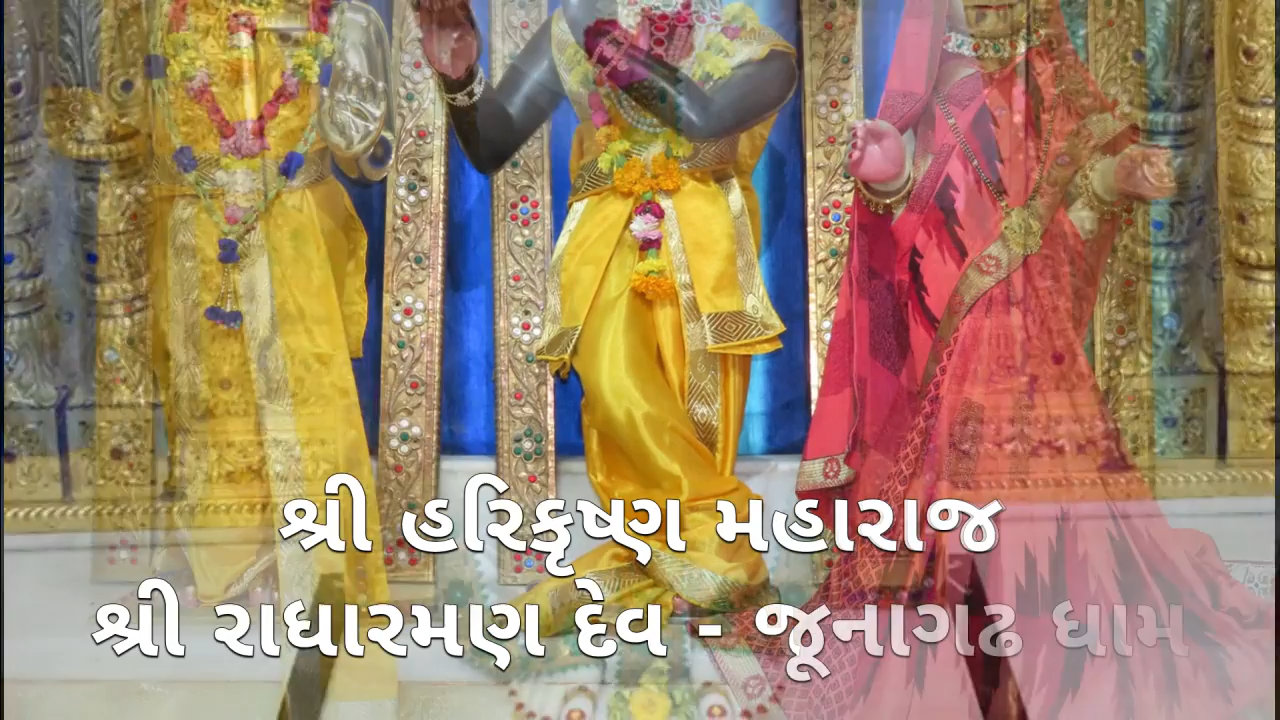 શ્રી હરિકૃષ્ણ મહારાજ
શ્રી રાધારમણ દેવ - જૂનાગઢ ધામ